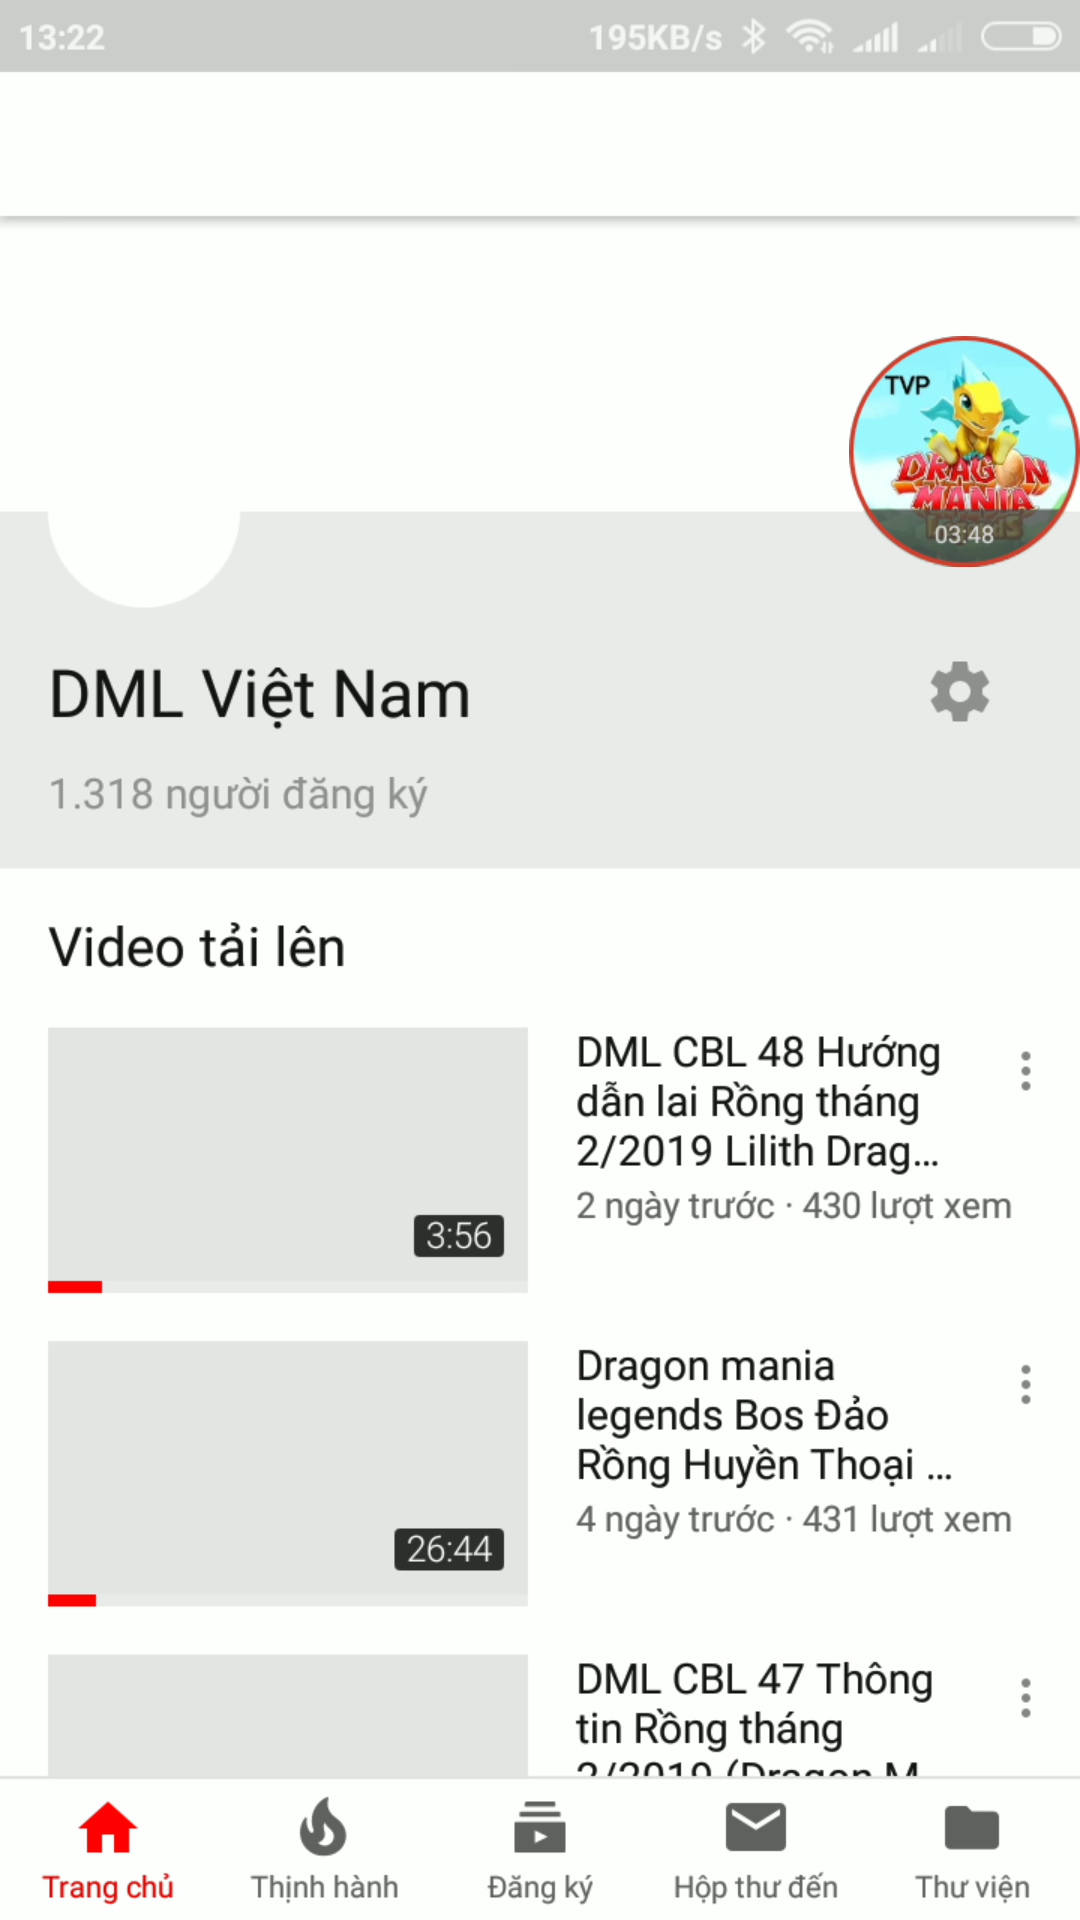 13:22
195KB/s
TVP
DRAGON
MANIA
03:48
DML Việt Nam
1.318 người đăng ký
Video tải lên
DML CBL 48 Hướng
dẫn lai Rồng tháng
2/2019 Lilith Drag...
2 ngày trước · 430 lượt xem
3:56
Dragon mania
legends Bos Đảo
Rồng Huyền Thoại ...
4 ngày trước · 431 lượt xem
26:44
DML CBL 47 Thông
tin Rồng tháng
2/2019 (Dragon M
Trang chủ
Thịnh hành
Đăng ký
Hộp thư đến
Thư viện